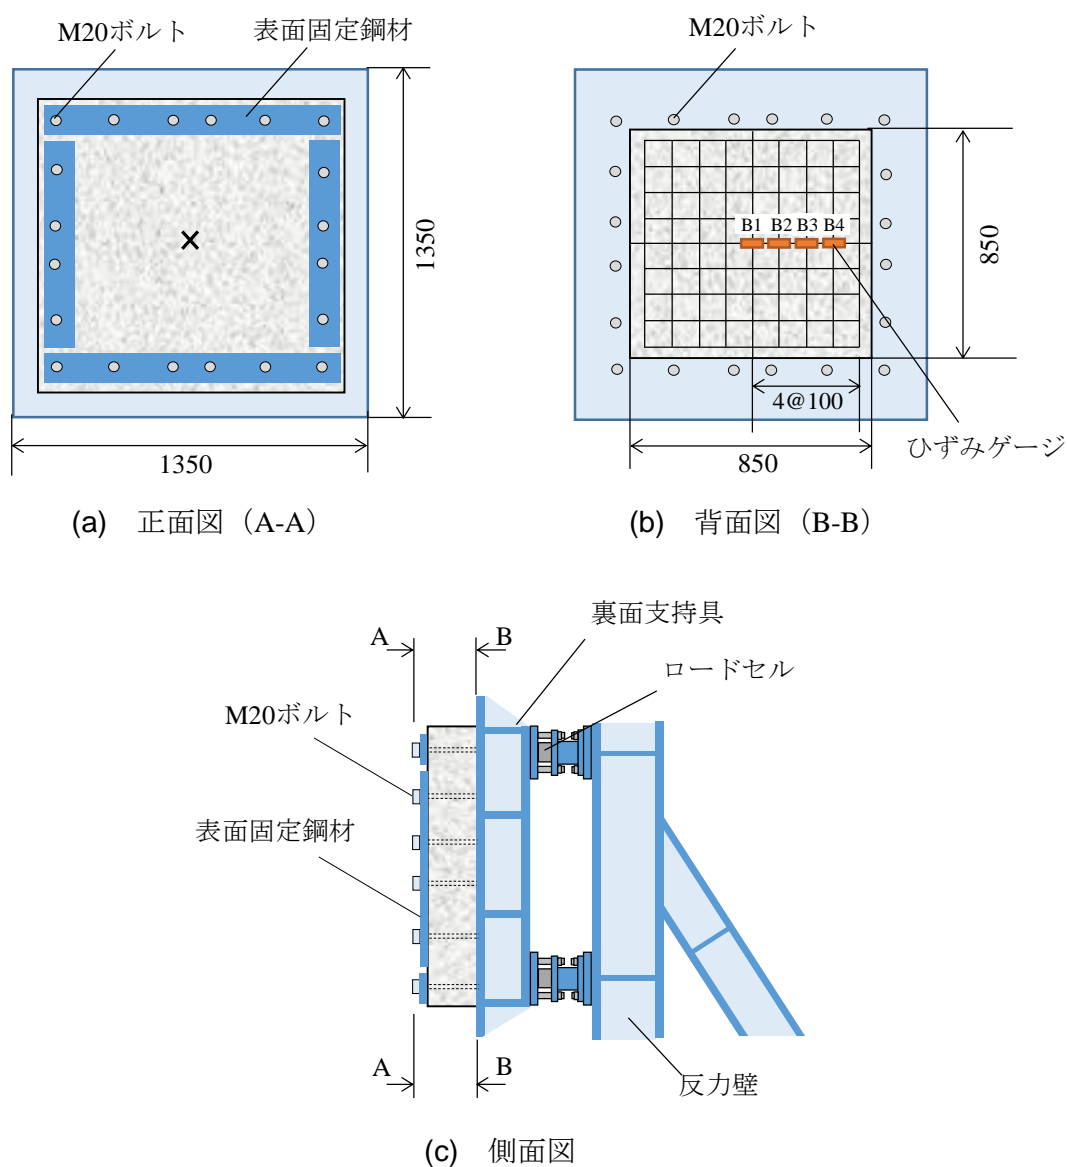 M20ボルト
表面固定鋼材
1350
1350
(a) 正面図（A-A）
M20ボルト
B1 B2 B3 B4
850
4@100
850
ひずみゲージ
(b) 背面図（B-B）
裏面支持具
A B
ロードセル
M20ボルト
表面固定鋼材
A B
反力壁
(c) 側面図